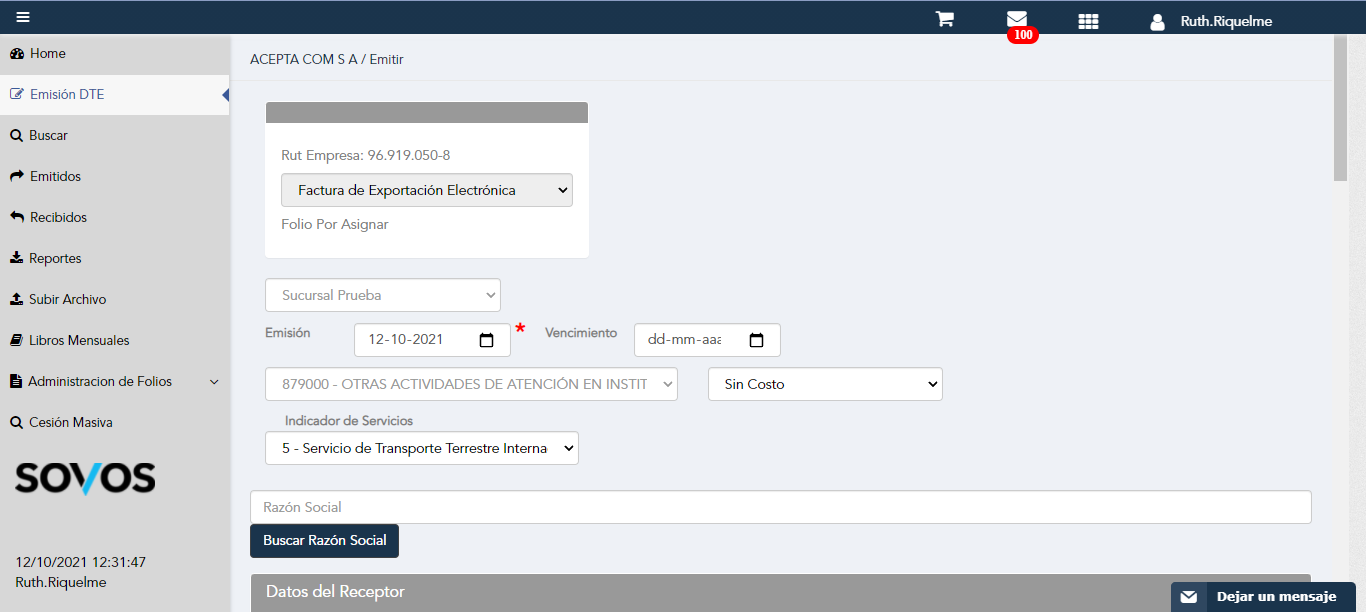 Ruth.Riquelme
100
Home
Emisión DTE
Buscar
Emitidos
Recibidos
Reportes
Subir Archivo
Libros Mensuales
Administracion de Folios
Cesión Masiva
SOVOS
12/10/2021 12:31:47
Ruth.Riquelme
ACEPTA COM S A / Emitir
Rut Empresa: 96.919.050-8
Factura de Exportación Electrónica
Folio Por Asignar
Sucursal Prueba
Emisión 12-10-2021 * Vencimiento dd-mm-aaa
879000 - OTRAS ACTIVIDADES DE ATENCIÓN EN INSTIT Sin Costo
Indicador de Servicios
5 - Servicio de Transporte Terrestre Interna
Razón Social
Buscar Razón Social
Datos del Receptor
Dejar un mensaje